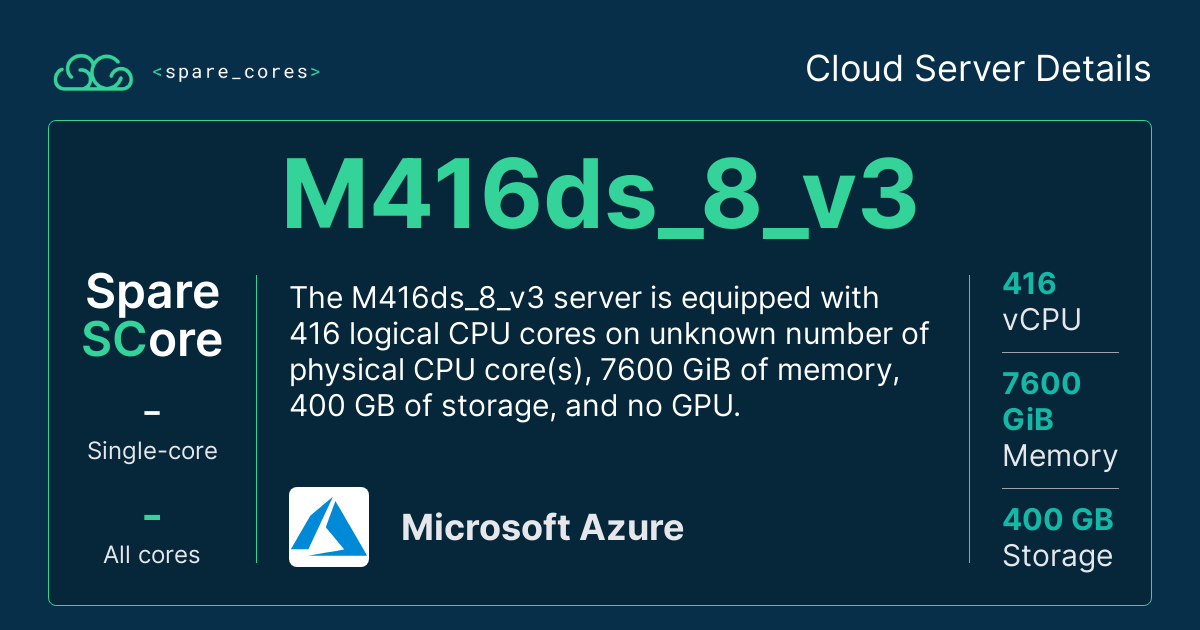 <spare_cores>
Cloud Server Details
M416ds_8_v3
Spare
SCore
–
Single-core
–
All cores
The M416ds_8_v3 server is equipped with
416 logical CPU cores on unknown number of
physical CPU core(s), 7600 GiB of memory,
400 GB of storage, and no GPU.
Microsoft Azure
416
vCPU
7600
GiB
Memory
400 GB
Storage